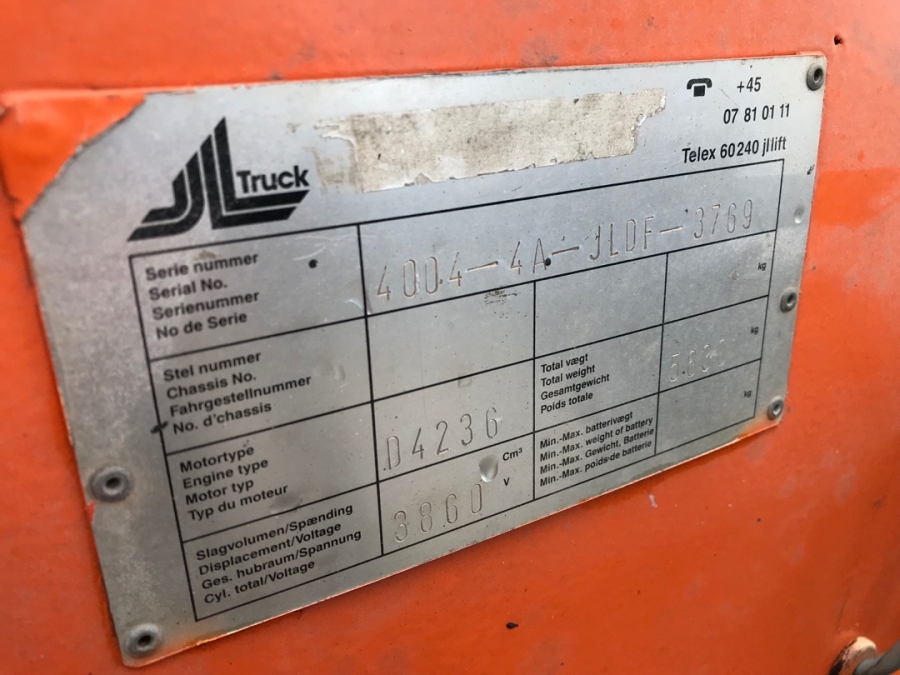 JL Truck
+45
07 81 01 11
Telex 60240 jllift
Serie nummer
Serial No.
Serienummer
No de Serie
4004-4A-JLDF-3769
Stel nummer
Chassis No.
Fahrgestellnummer
No. d'chassis
kg
Motortype
Engine type
Motor typ
Typ du moteur
D4236
Total vægt
Total weight
Gesamtgewicht
Poids totale
kg
Slagvolumen/Spænding
Displacement/Voltage
Ges. hubraum/Spannung
Cyl. total/Voltage
3860
Cm³
V
Min.-Max. batterivægt
Min.-Max. weight of battery
Min.-Max. Gewicht, Batterie
Min.-Max. poids de batterie
kg